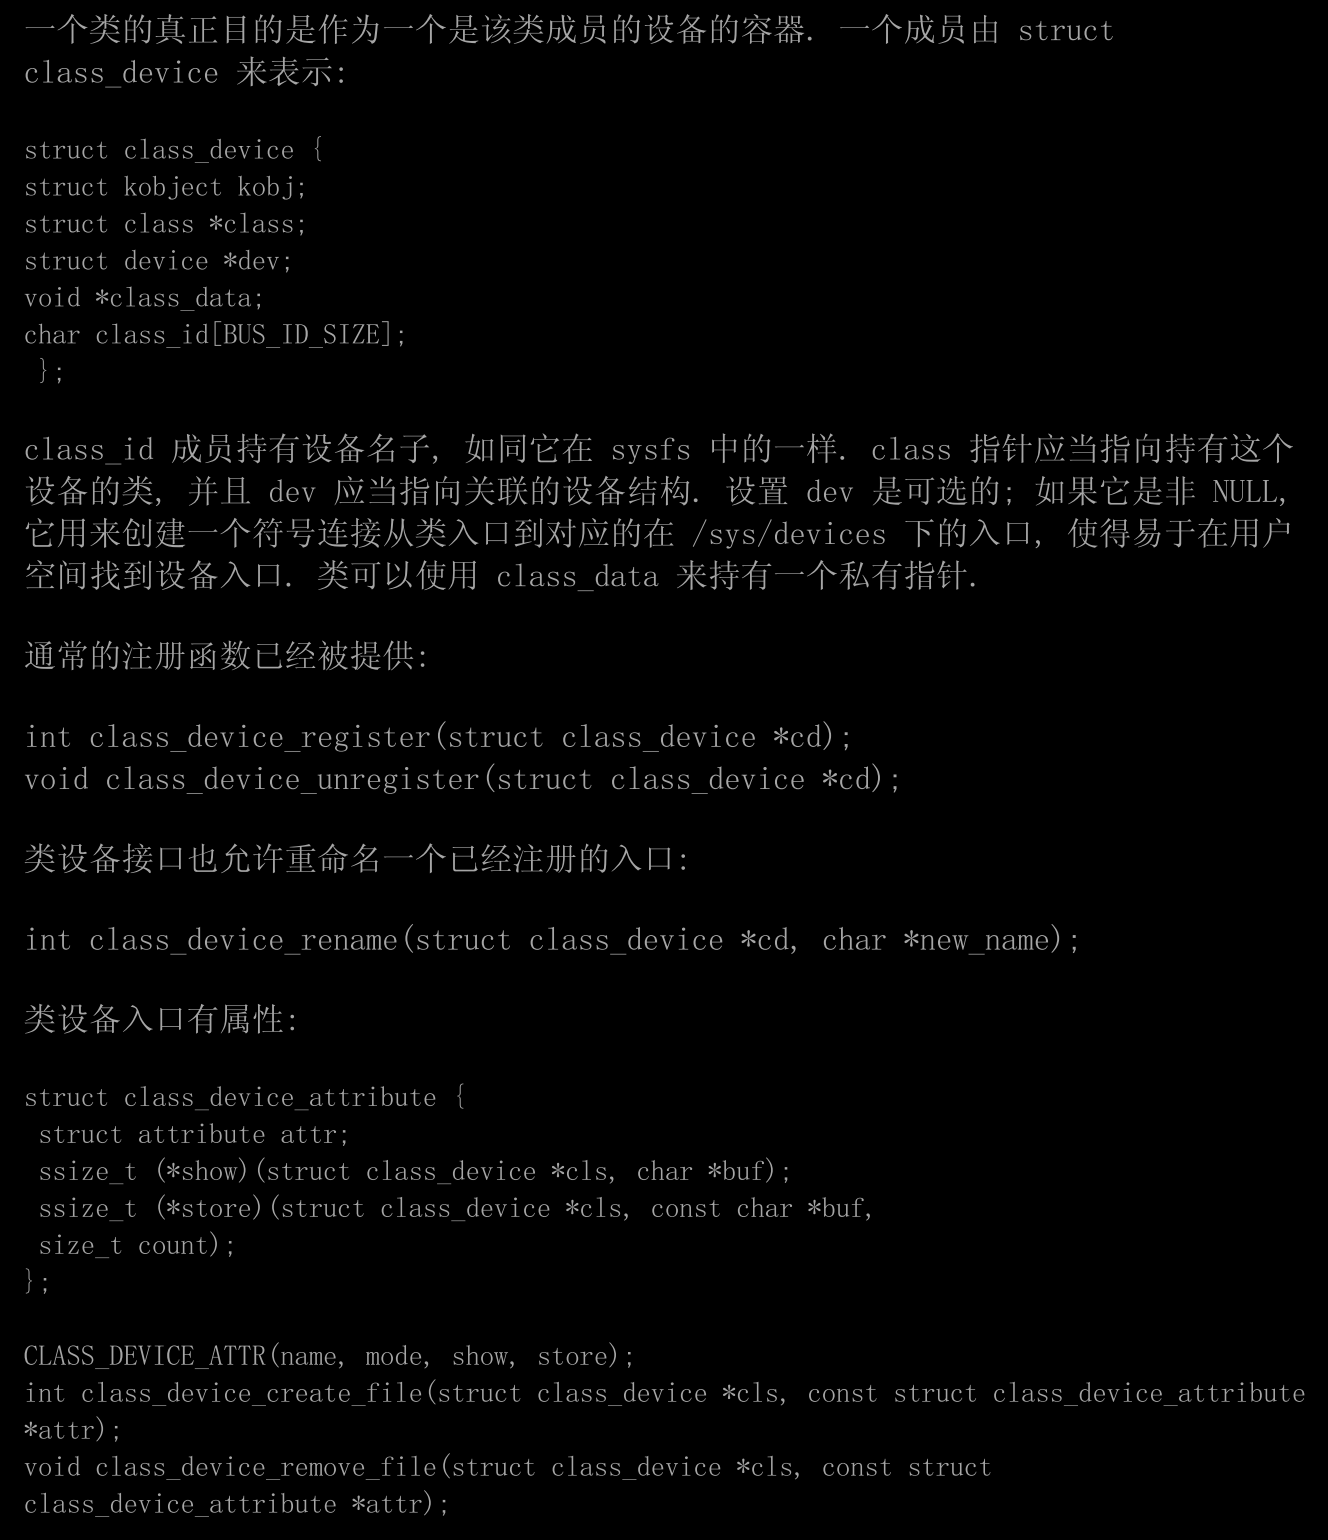 一个类的真正目的是作为一个是该类成员的设备的容器. 一个成员由 struct
class_device 来表示:
struct class_device {
struct kobject kobj;
struct class *class;
struct device *dev;
void *class_data;
char class_id[BUS_ID_SIZE];
};
class_id 成员持有设备名子, 如同它在 sysfs 中的一样. class 指针应当指向持有这个
设备的类, 并且 dev 应当指向关联的设备结构. 设置 dev 是可选的; 如果它是非 NULL,
它用来创建一个符号连接从类入口到对应的在 /sys/devices 下的入口, 使得易于在用户
空间找到设备入口. 类可以使用 class_data 来持有一个私有指针.
通常的注册函数已经被提供:
int class_device_register(struct class_device *cd);
void class_device_unregister(struct class_device *cd);
类设备接口也允许重命名一个已经注册的入口:
int class_device_rename(struct class_device *cd, char *new_name);
类设备入口有属性:
struct class_device_attribute {
struct attribute attr;
ssize_t (*show)(struct class_device *cls, char *buf);
ssize_t (*store)(struct class_device *cls, const char *buf,
size_t count);
};
CLASS_DEVICE_ATTR(name, mode, show, store);
int class_device_create_file(struct class_device *cls, const struct class_device_attribute
*attr);
void class_device_remove_file(struct class_device *cls, const struct
class_device_attribute *attr);